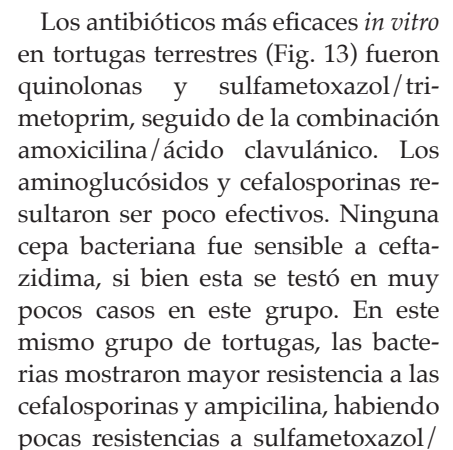 Los antibióticos más eficaces in vitro
en tortugas terrestres (Fig. 13) fueron
quinolonas y sulfametoxazol/tri-
metoprim, seguido de la combinación
amoxicilina/ácido clavulánico. Los
aminoglucósidos y cefalosporinas re-
sultaron ser poco efectivos. Ninguna
cepa bacteriana fue sensible a cefta-
zidima, si bien esta se testó en muy
pocos casos en este grupo. En este
mismo grupo de tortugas, las bacte-
rias mostraron mayor resistencia a las
cefalosporinas y ampicilina, habiendo
pocas resistencias a sulfametoxazol/